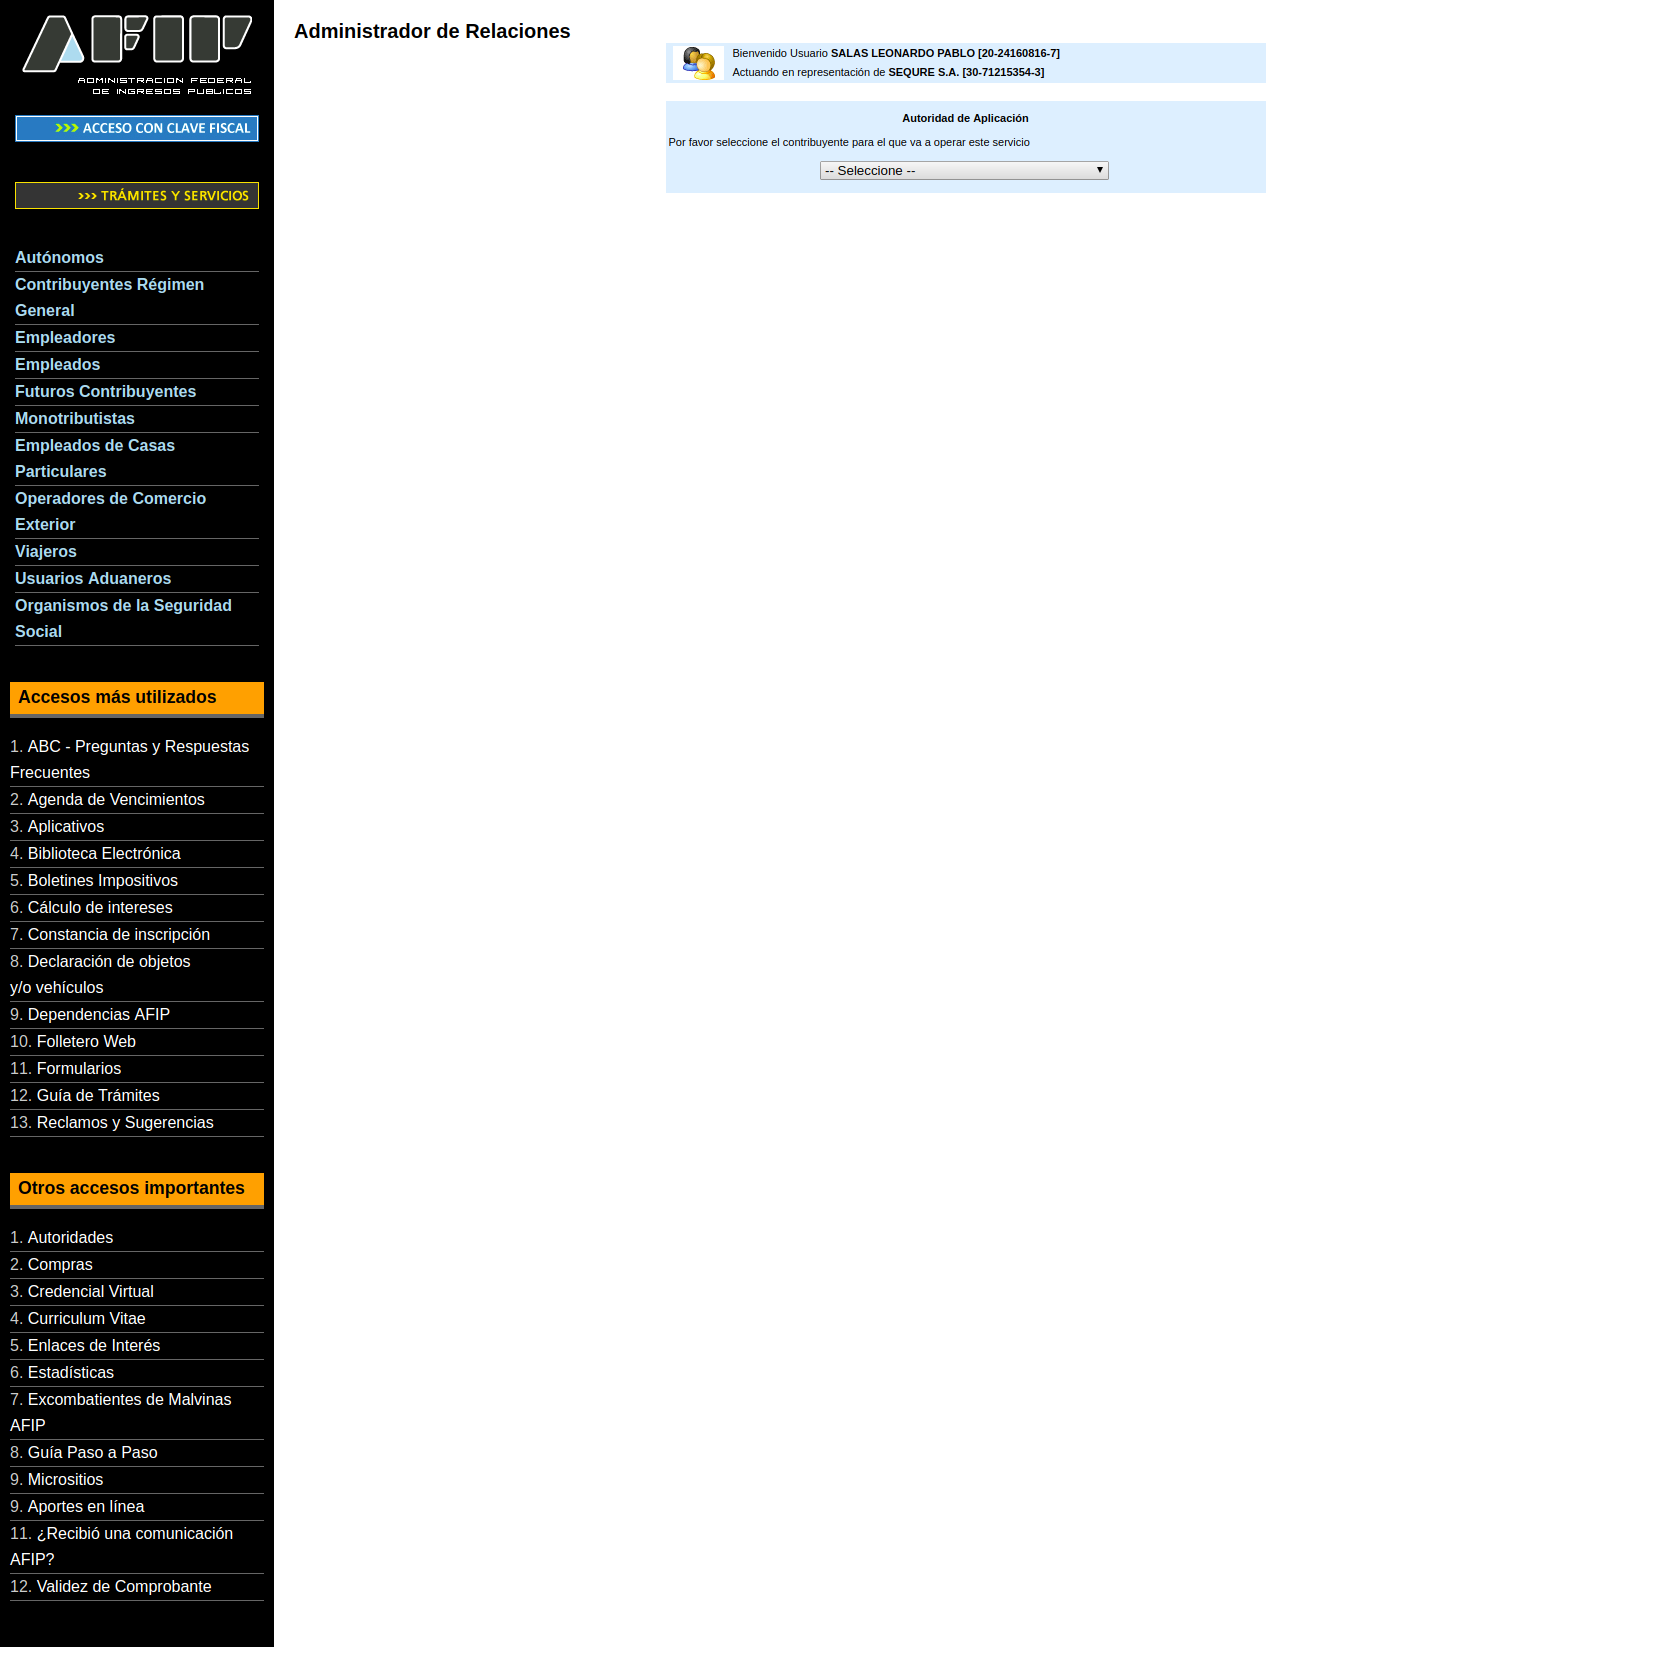 AFIP
ADMINISTRACION FEDERAL
DE INGRESOS PUBLICOS
>>> ACCESO CON CLAVE FISCAL
>>> TRÁMITES Y SERVICIOS
Autónomos
Contribuyentes Régimen
General
Empleadores
Empleados
Futuros Contribuyentes
Monotributistas
Empleados de Casas
Particulares
Operadores de Comercio
Exterior
Viajeros
Usuarios Aduaneros
Organismos de la Seguridad
Social
Accesos más utilizados
1. ABC - Preguntas y Respuestas
Frecuentes
2. Agenda de Vencimientos
3. Aplicativos
4. Biblioteca Electrónica
5. Boletines Impositivos
6. Cálculo de intereses
7. Constancia de inscripción
8. Declaración de objetos
y/o vehículos
9. Dependencias AFIP
10. Folletero Web
11. Formularios
12. Guía de Trámites
13. Reclamos y Sugerencias
Otros accesos importantes
1. Autoridades
2. Compras
3. Credencial Virtual
4. Curriculum Vitae
5. Enlaces de Interés
6. Estadísticas
7. Excombatientes de Malvinas
AFIP
8. Guía Paso a Paso
9. Micrositios
9. Aportes en línea
11. ¿Recibió una comunicación
AFIP?
12. Validez de Comprobante
Administrador de Relaciones
Bienvenido Usuario SALAS LEONARDO PABLO [20-24160816-7]
Actuando en representación de SEQURE S.A. [30-71215354-3]
Autoridad de Aplicación
Por favor seleccione el contribuyente para el que va a operar este servicio
-- Seleccione --